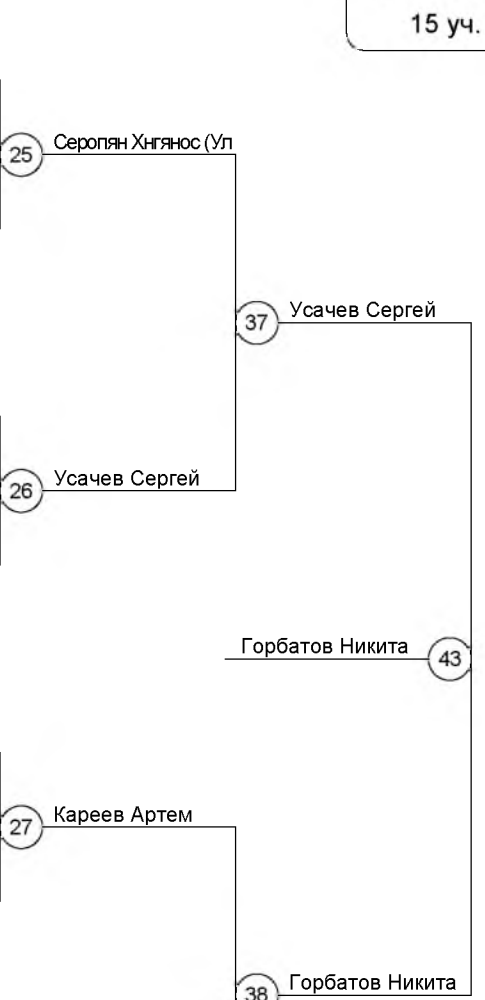 15 уч.
25 Серопян Хнгянос (Ул
37 Усачев Сергей
26 Усачев Сергей
Горбатов Никита 43
27 Кареев Артем
38 Горбатов Никита